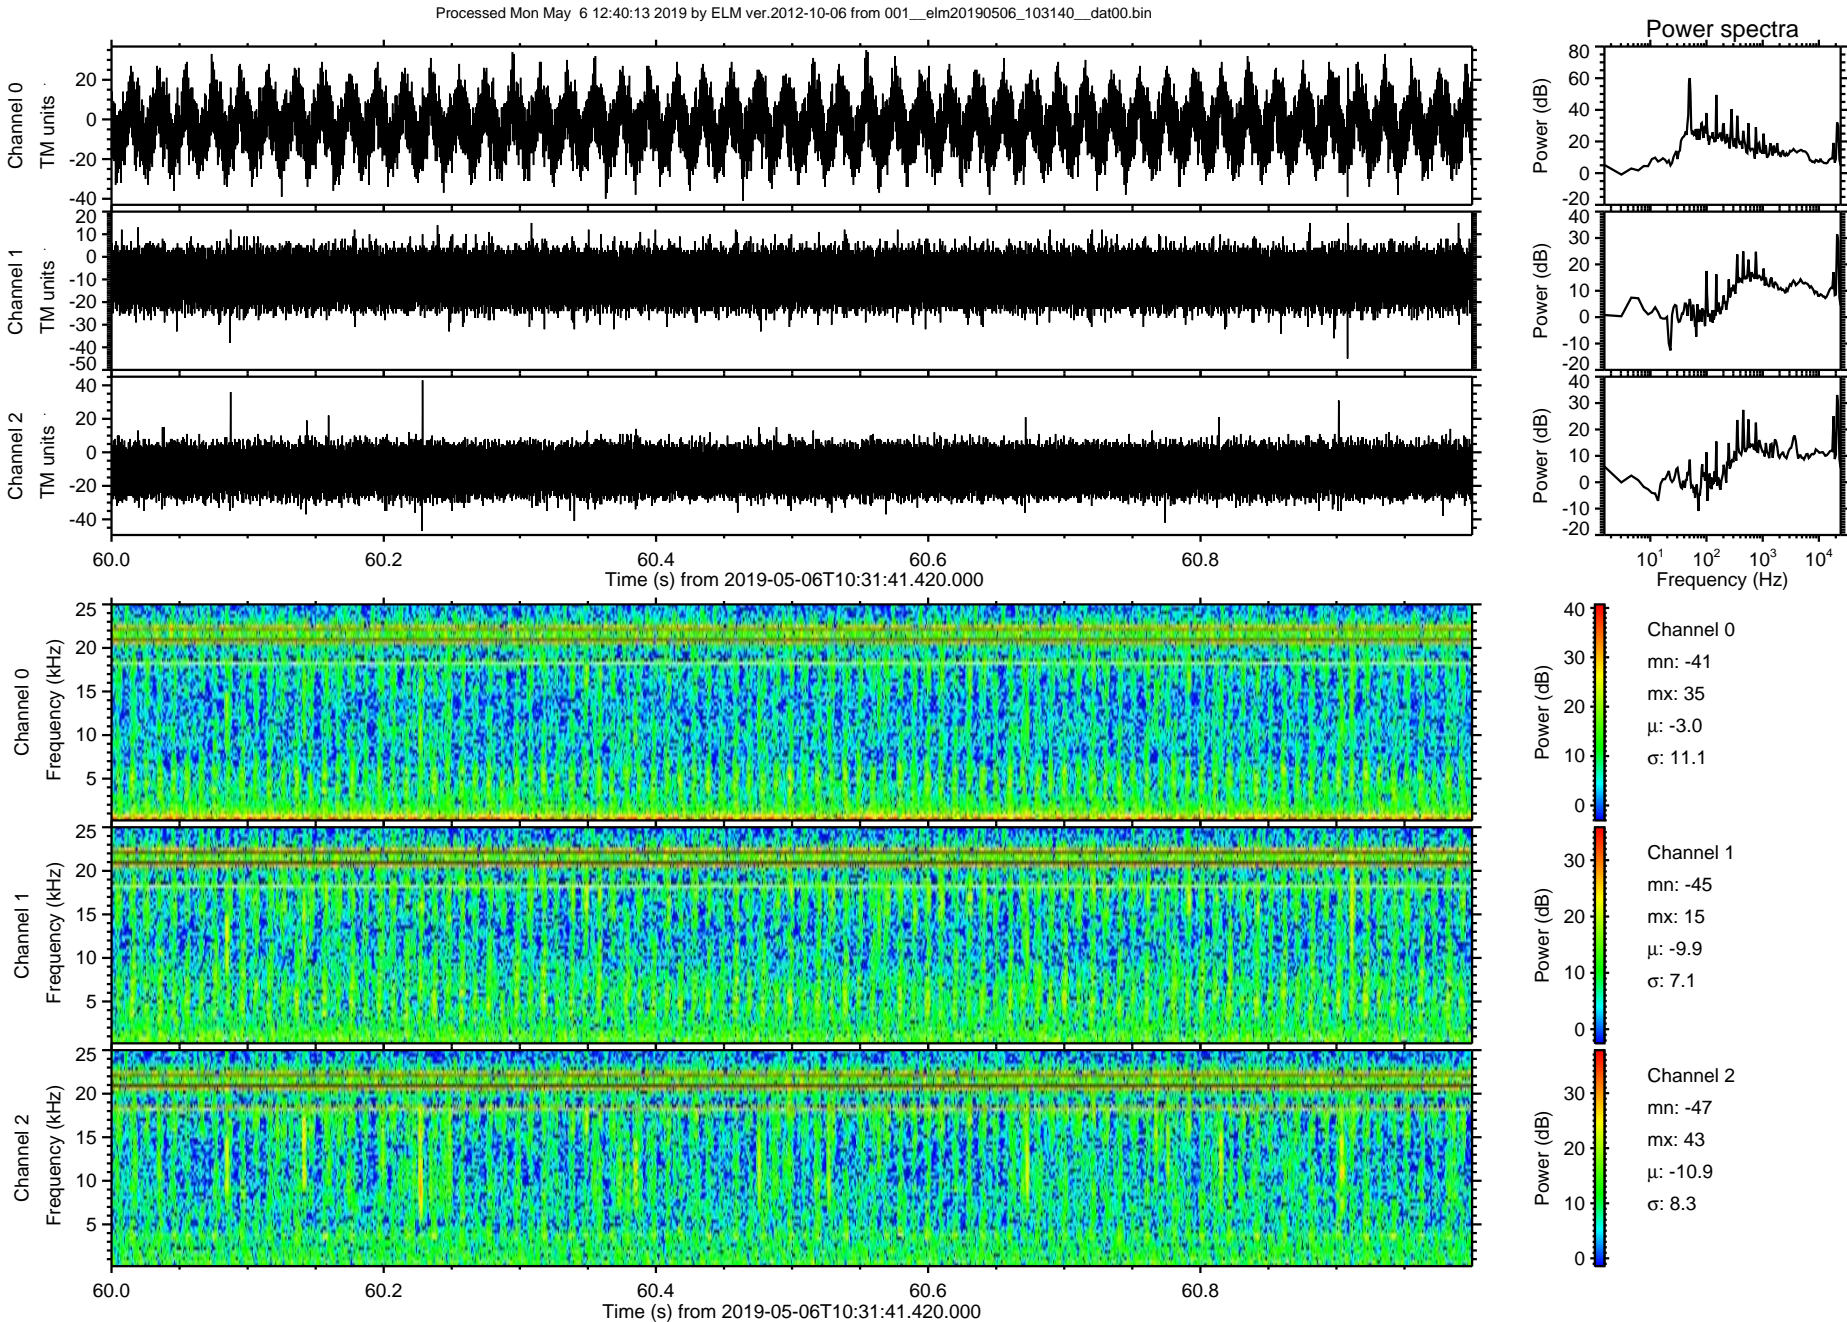 Processed Mon May  6 12:40:13 2019 by ELM ver.2012-10-06 from 001__elm20190506_103140__dat00.bin
Power spectra
Channel 0
TM units
20
0
-20
-40
Power (dB)
80
60
40
20
0
-20
Channel 1
TM units
20
10
0
-10
-20
-30
-40
-50
Power (dB)
40
30
20
10
0
-10
-20
Channel 2
TM units
40
20
0
-20
-40
Power (dB)
40
30
20
10
0
-10
-20
60.0 60.2 60.4 60.6 60.8
Time (s) from 2019-05-06T10:31:41.420.000
10^1 10^2 10^3 10^4
Frequency (Hz)
Channel 0
Frequency (kHz)
25
20
15
10
5
Power (dB)
40
30
20
10
0
Channel 0
mn: -41
mx: 35
μ: -3.0
σ: 11.1
Channel 1
Frequency (kHz)
25
20
15
10
5
Power (dB)
30
20
10
0
Channel 1
mn: -45
mx: 15
μ: -9.9
σ: 7.1
Channel 2
Frequency (kHz)
25
20
15
10
5
Power (dB)
30
20
10
0
Channel 2
mn: -47
mx: 43
μ: -10.9
σ: 8.3
60.0 60.2 60.4 60.6 60.8
Time (s) from 2019-05-06T10:31:41.420.000